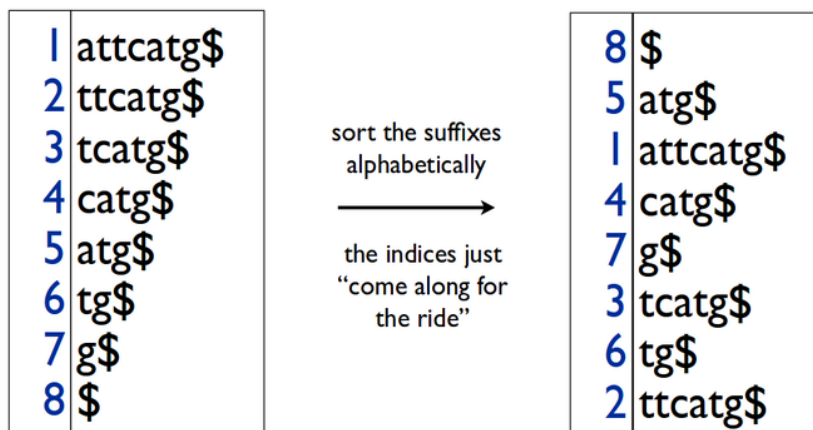 1 attcatg$
2 ttcatg$
3 tcatg$
4 catg$
5 atg$
6 tg$
7 g$
8 $
sort the suffixes
alphabetically
the indices just
“come along for
the ride”
8 $
5 atg$
1 attcatg$
4 catg$
7 g$
3 tcatg$
6 tg$
2 ttcatg$